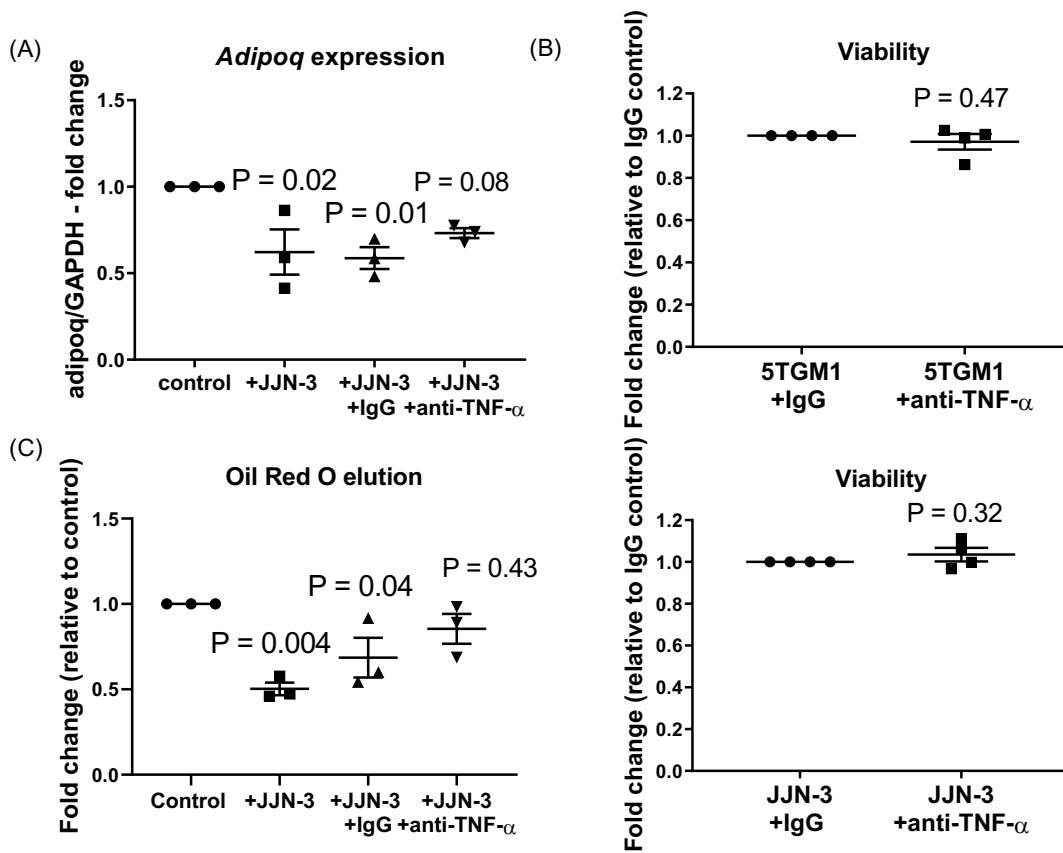 (A)
Adipoq expression
adipoq/GAPDH - fold change
1.5
1.0
0.5
0.0
P = 0.02
P = 0.01
P = 0.08
control
+JJN-3
+JJN-3
+IgG
+JJN-3
+anti-TNF-α
(B)
Viability
Fold change (relative to IgG control)
1.2
1.0
0.8
0.6
0.4
0.2
0.0
P = 0.47
5TGM1
+IgG
5TGM1
+anti-TNF-α
(C)
Oil Red O elution
Fold change (relative to control)
1.5
1.0
0.5
0.0
P = 0.004
P = 0.04
P = 0.43
Control
+JJN-3
+JJN-3
+IgG
+JJN-3
+anti-TNF-α
Viability
Fold change (relative to IgG control)
1.2
1.0
0.8
0.6
0.4
0.2
0.0
P = 0.32
JJN-3
+IgG
JJN-3
+anti-TNF-α